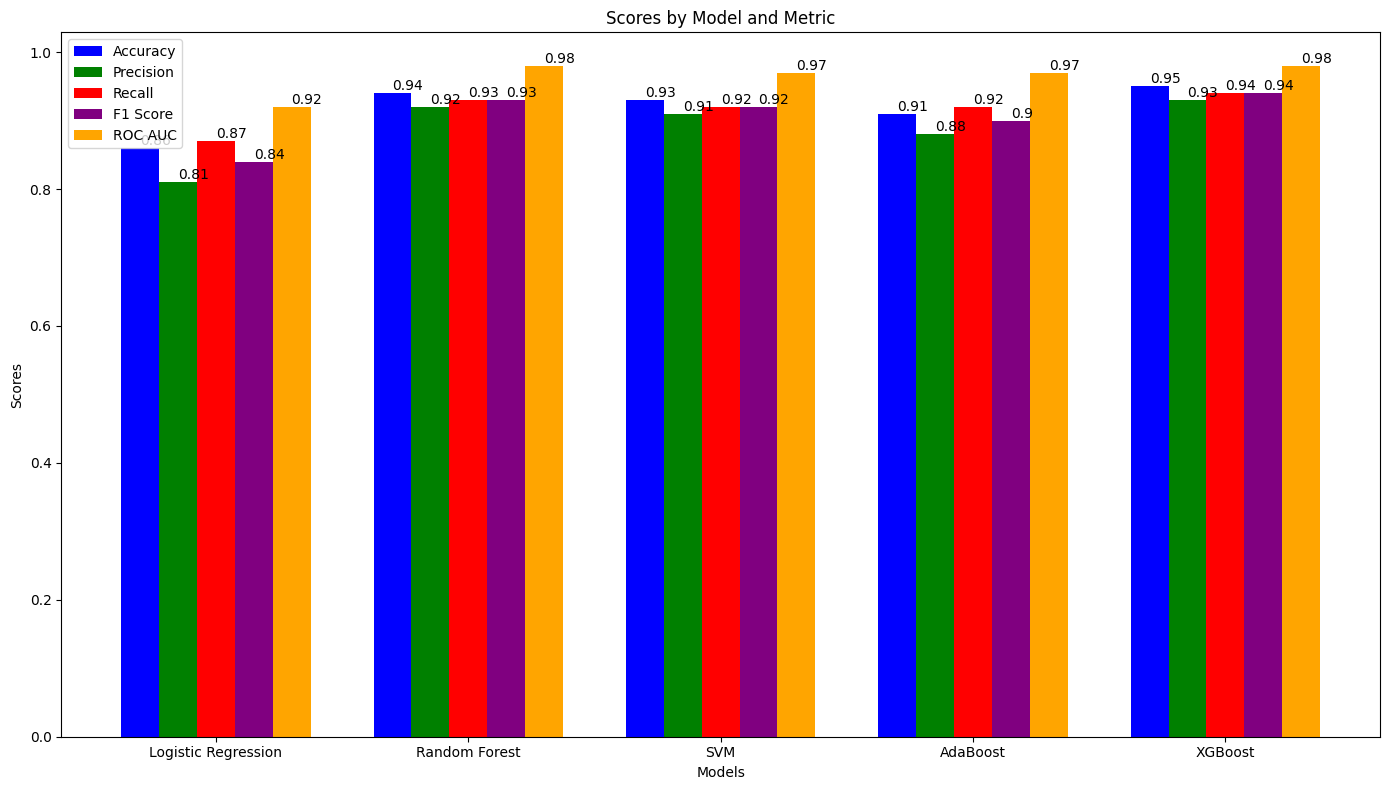 Scores by Model and Metric
Accuracy
Precision
Recall
F1 Score
ROC AUC
Scores
1.0
0.8
0.6
0.4
0.2
0.0
0.86
0.81
0.87
0.84
0.92
0.94
0.92
0.93
0.93
0.98
0.93
0.91
0.92
0.92
0.97
0.91
0.88
0.92
0.9
0.97
0.95
0.93
0.94
0.94
0.98
Logistic Regression
Random Forest
SVM
AdaBoost
XGBoost
Models